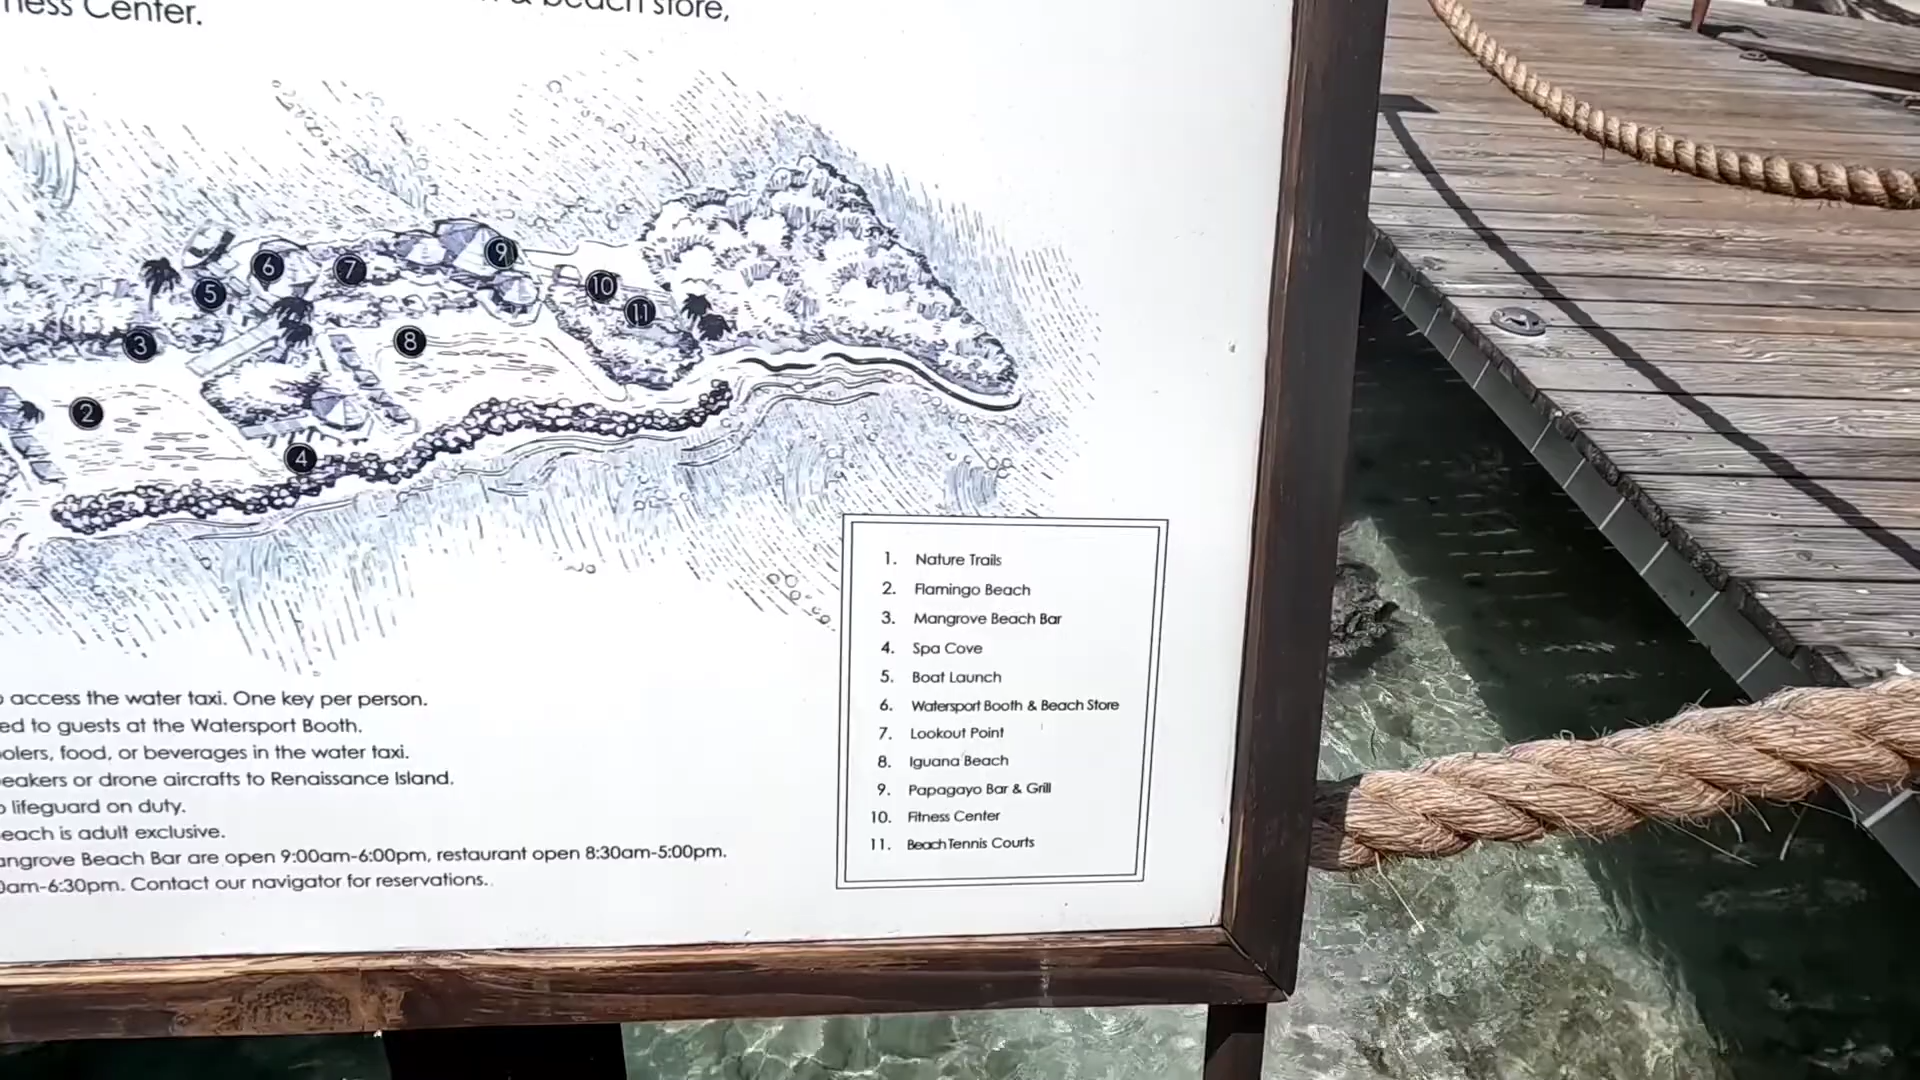 ness Center.
& beach store,
9
6
7
5
10
11
3
8
2
4
1. Nature Trails
2. Flamingo Beach
3. Mangrove Beach Bar
4. Spa Cove
5. Boat Launch
6. Watersport Booth & Beach Store
7. Lookout Point
8. Iguana Beach
9. Papagayo Bar & Grill
10. Fitness Center
11. Beach Tennis Courts
access the water taxi. One key per person.
ed to guests at the Watersport Booth.
olers, food, or beverages in the water taxi.
eakers or drone aircrafts to Renaissance Island.
o lifeguard on duty.
each is adult exclusive.
angrove Beach Bar are open 9:00am-6:00pm, restaurant open 8:30am-5:00pm.
0am-6:30pm. Contact our navigator for reservations.